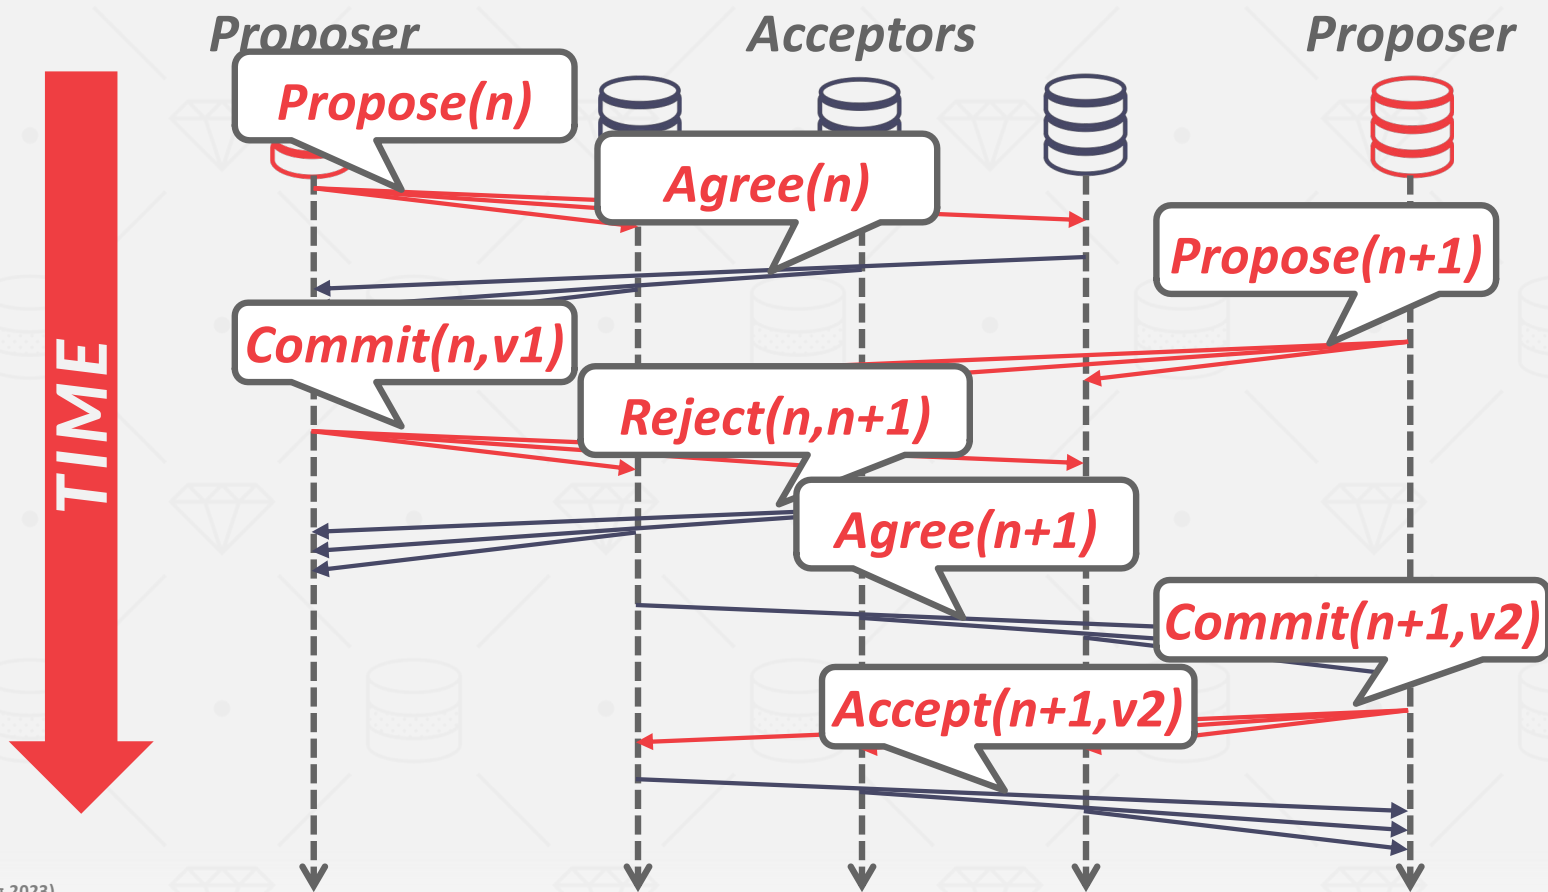 Proposer
Acceptors
Proposer
Propose(n)
Agree(n)
Propose(n+1)
Commit(n,v1)
TIME
Reject(n,n+1)
Agree(n+1)
Commit(n+1,v2)
Accept(n+1,v2)
2023)